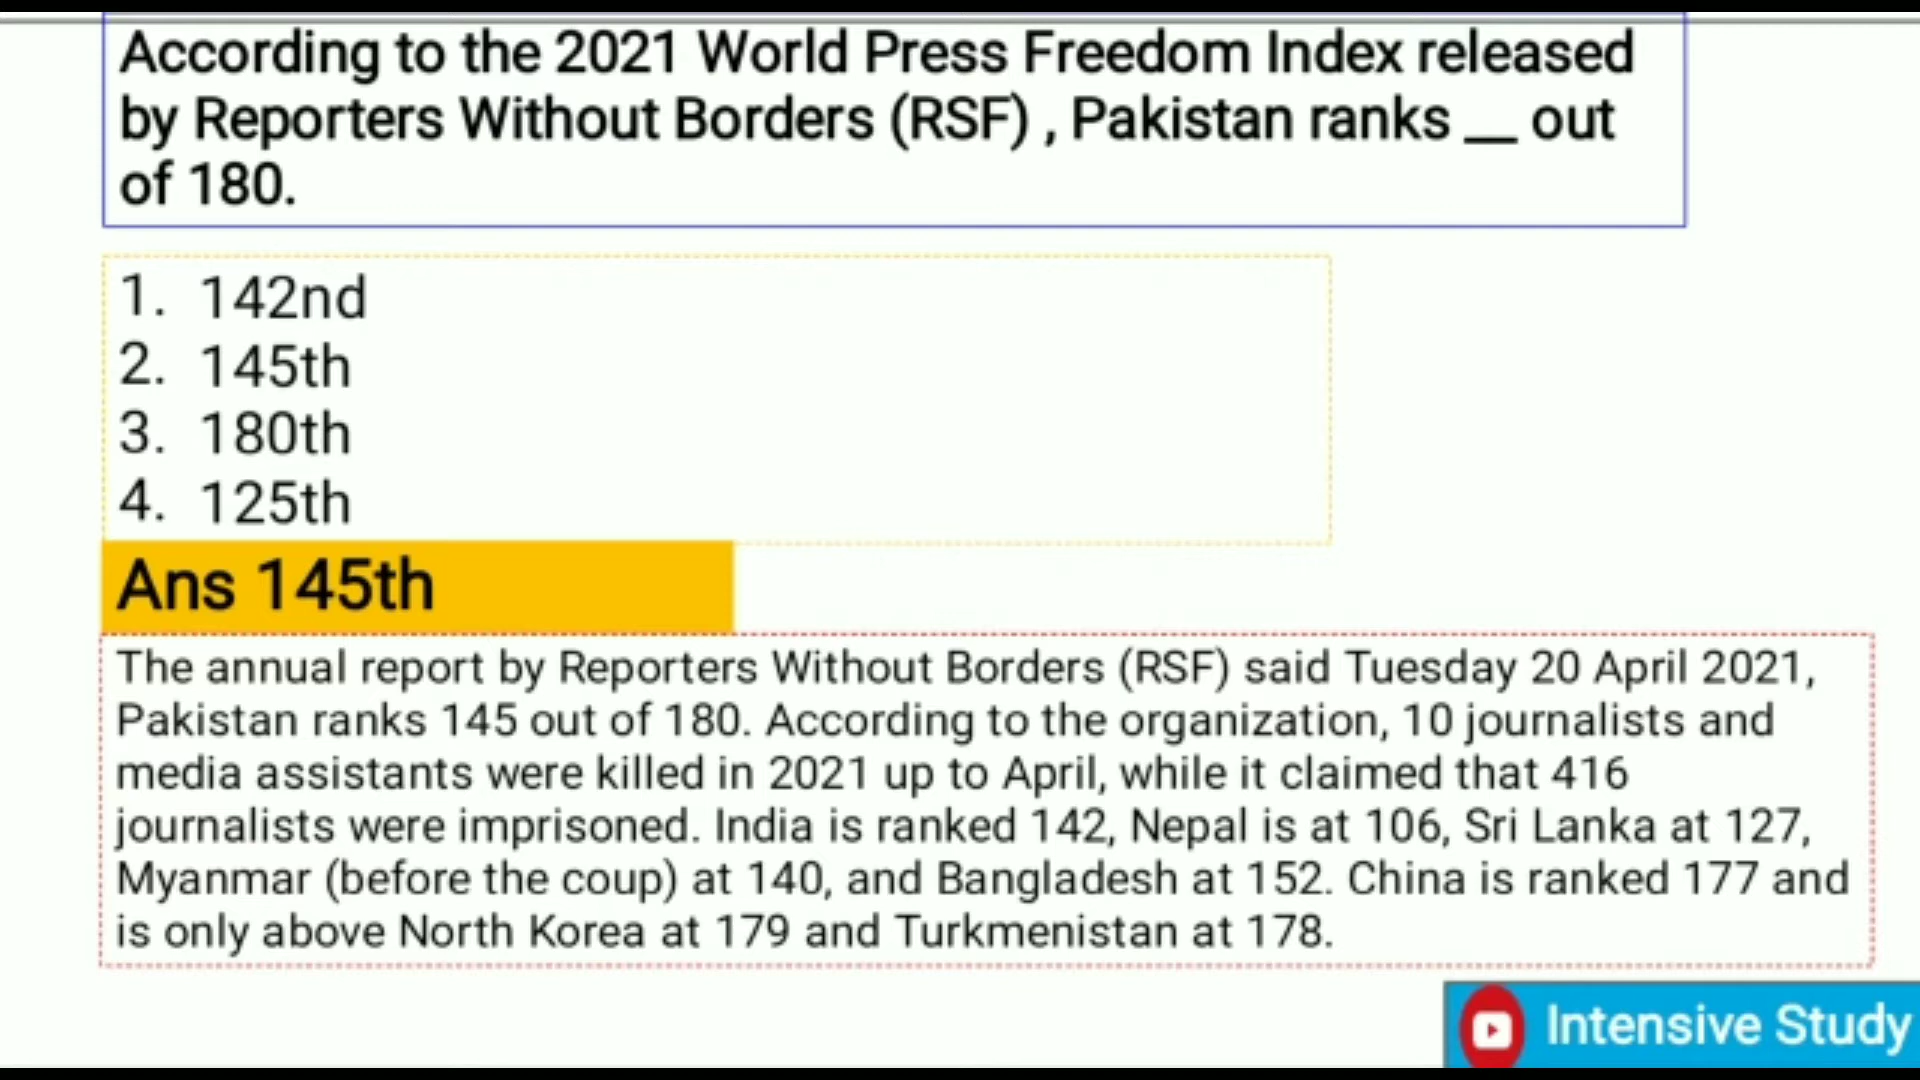 According to the 2021 World Press Freedom Index released
by Reporters Without Borders (RSF) , Pakistan ranks __ out
of 180.
1. 142nd
2. 145th
3. 180th
4. 125th
Ans 145th
The annual report by Reporters Without Borders (RSF) said Tuesday 20 April 2021,
Pakistan ranks 145 out of 180. According to the organization, 10 journalists and
media assistants were killed in 2021 up to April, while it claimed that 416
journalists were imprisoned. India is ranked 142, Nepal is at 106, Sri Lanka at 127,
Myanmar (before the coup) at 140, and Bangladesh at 152. China is ranked 177 and
is only above North Korea at 179 and Turkmenistan at 178.
Intensive Study